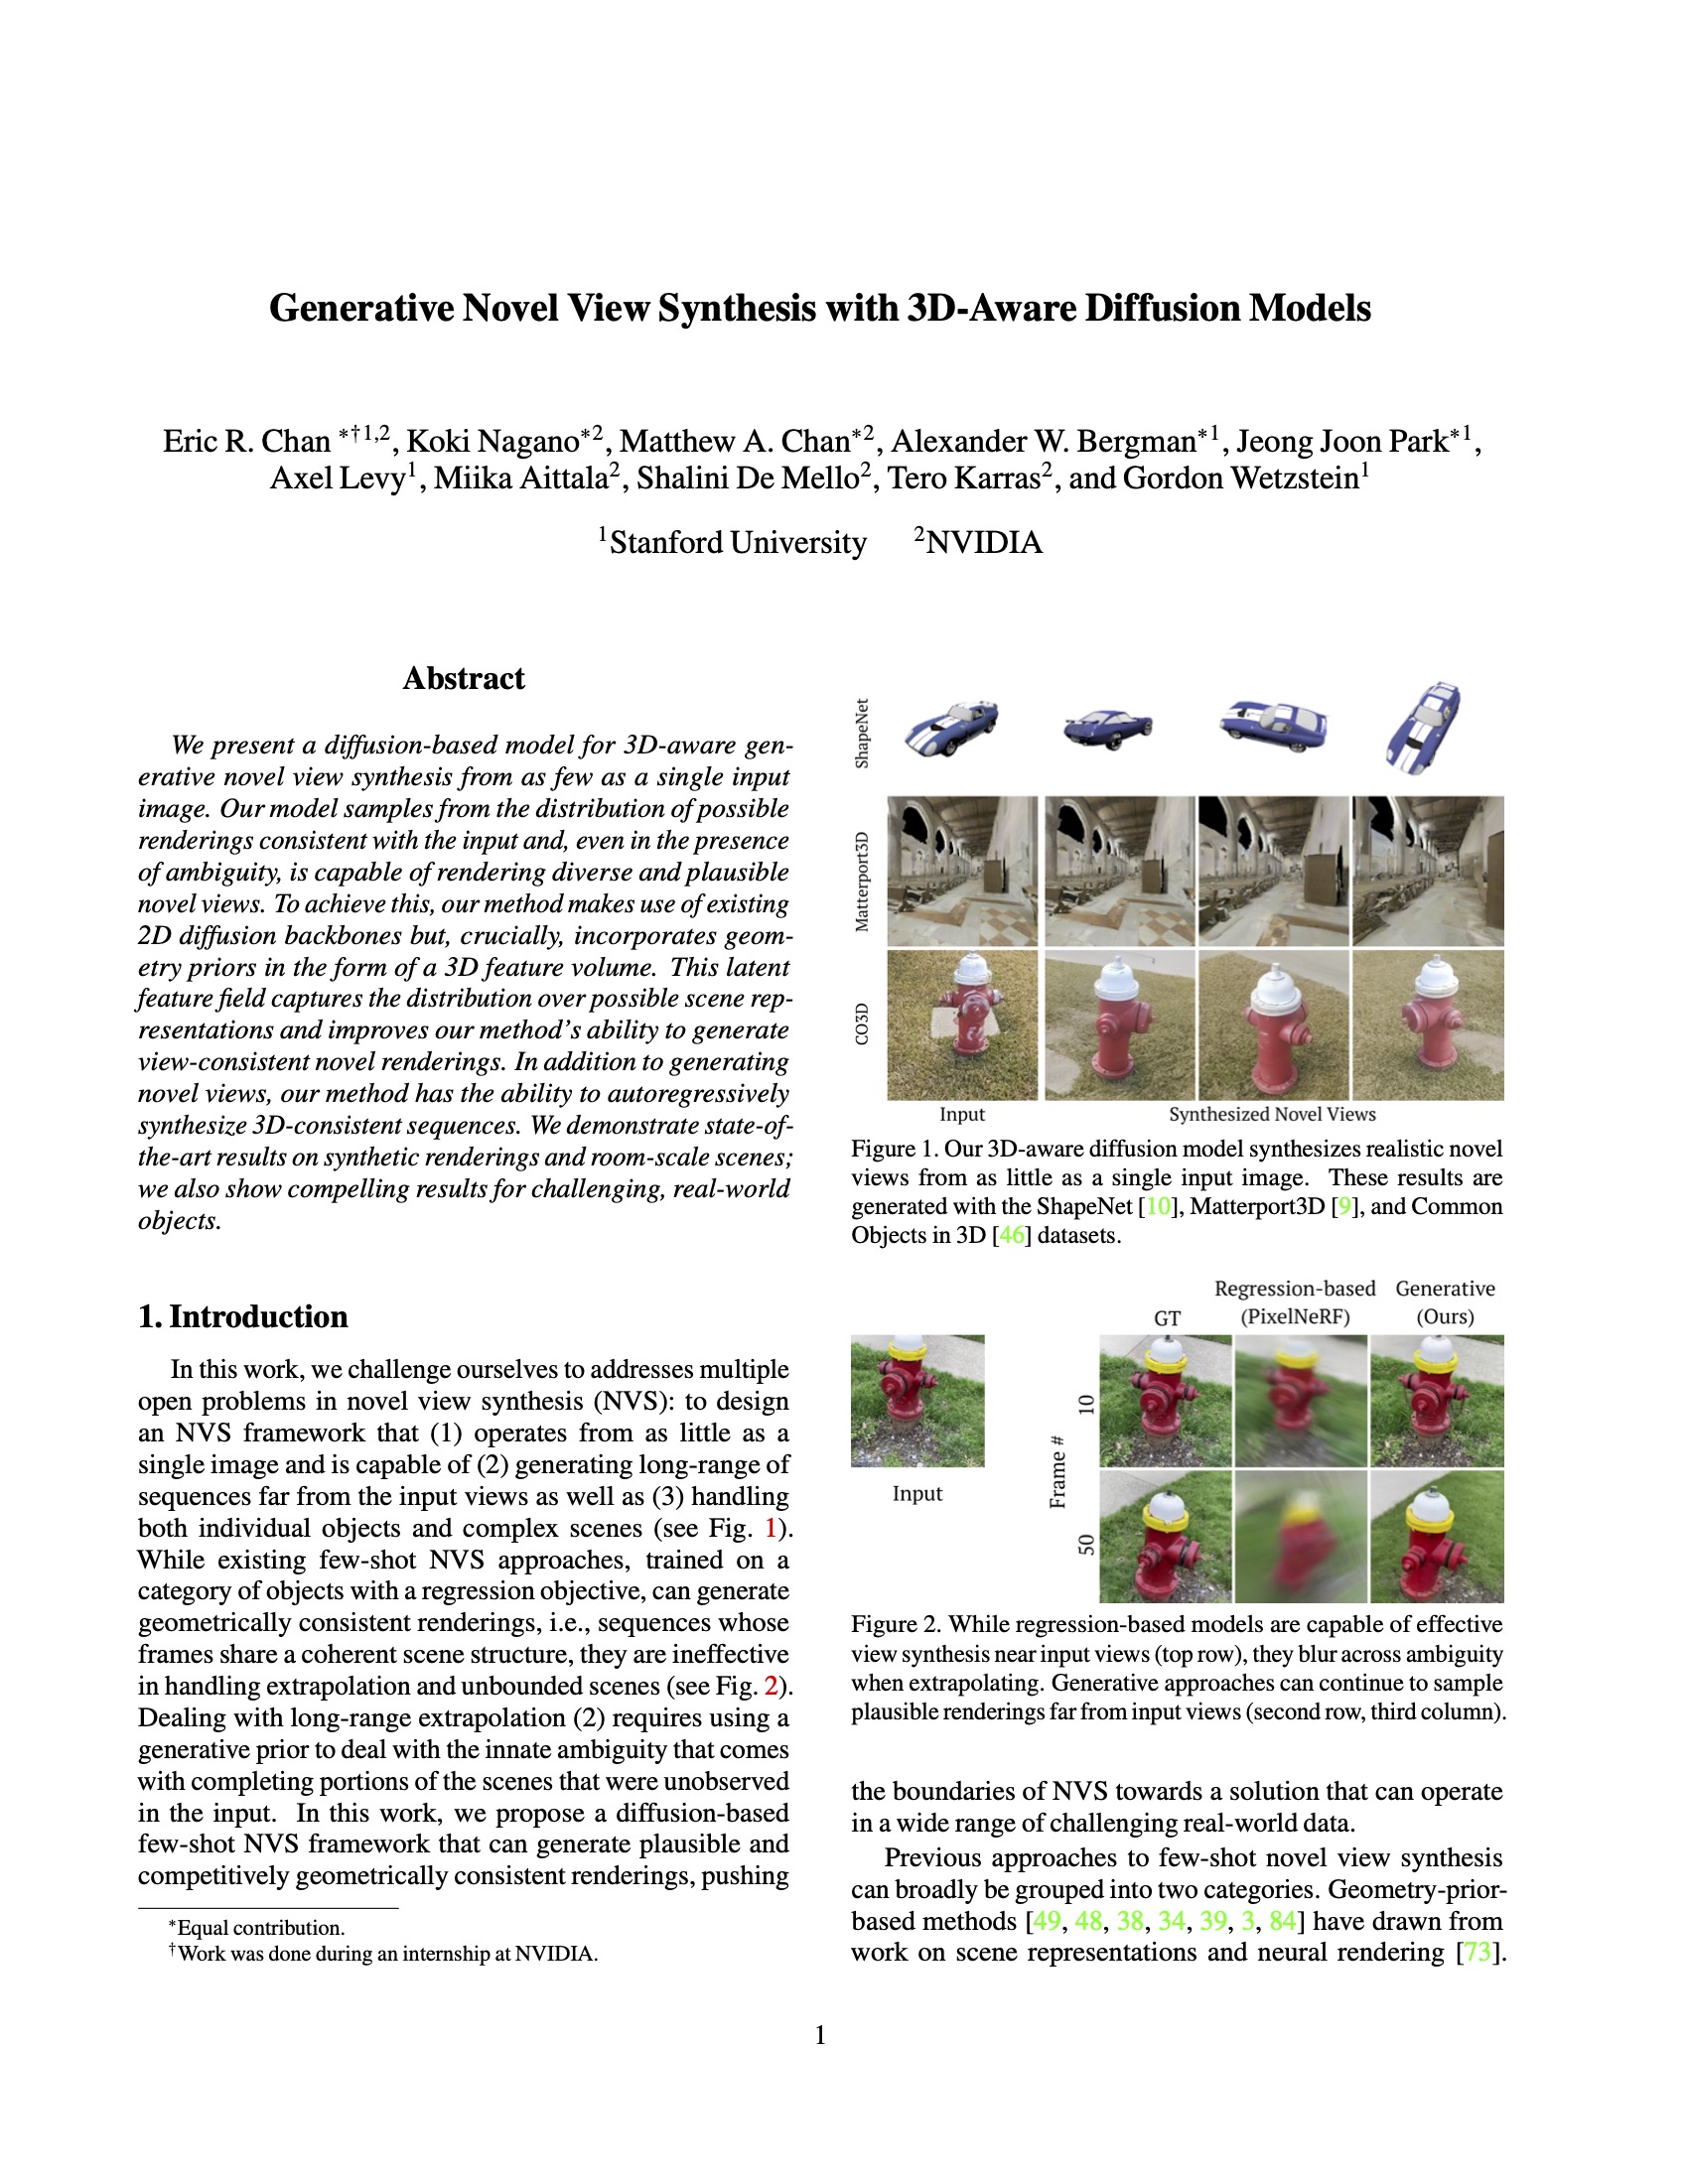 Generative Novel View Synthesis with 3D-Aware Diffusion Models
Eric R. Chan *†1,2, Koki Nagano*2, Matthew A. Chan*2, Alexander W. Bergman*1, Jeong Joon Park*1,
Axel Levy1, Miika Aittala2, Shalini De Mello2, Tero Karras2, and Gordon Wetzstein1
1Stanford University 2NVIDIA
Abstract
We present a diffusion-based model for 3D-aware gen-
erative novel view synthesis from as few as a single input
image. Our model samples from the distribution of possible
renderings consistent with the input and, even in the presence
of ambiguity, is capable of rendering diverse and plausible
novel views. To achieve this, our method makes use of existing
2D diffusion backbones but, crucially, incorporates geom-
etry priors in the form of a 3D feature volume. This latent
feature field captures the distribution over possible scene rep-
resentations and improves our method's ability to generate
view-consistent novel renderings. In addition to generating
novel views, our method has the ability to autoregressively
synthesize 3D-consistent sequences. We demonstrate state-of-
the-art results on synthetic renderings and room-scale scenes;
we also show compelling results for challenging, real-world
objects.
1. Introduction
In this work, we challenge ourselves to addresses multiple
open problems in novel view synthesis (NVS): to design
an NVS framework that (1) operates from as little as a
single image and is capable of (2) generating long-range of
sequences far from the input views as well as (3) handling
both individual objects and complex scenes (see Fig. 1).
While existing few-shot NVS approaches, trained on a
category of objects with a regression objective, can generate
geometrically consistent renderings, i.e., sequences whose
frames share a coherent scene structure, they are ineffective
in handling extrapolation and unbounded scenes (see Fig. 2).
Dealing with long-range extrapolation (2) requires using a
generative prior to deal with the innate ambiguity that comes
with completing portions of the scenes that were unobserved
in the input. In this work, we propose a diffusion-based
few-shot NVS framework that can generate plausible and
competitively geometrically consistent renderings, pushing
*Equal contribution.
†Work was done during an internship at NVIDIA.
ShapeNet
Matterport3D
CO3D
Input Synthesized Novel Views
Figure 1. Our 3D-aware diffusion model synthesizes realistic novel
views from as little as a single input image. These results are
generated with the ShapeNet [10], Matterport3D [9], and Common
Objects in 3D [46] datasets.
Regression-based Generative
GT (PixelNeRF) (Ours)
Input
Frame #
10
50
Figure 2. While regression-based models are capable of effective
view synthesis near input views (top row), they blur across ambiguity
when extrapolating. Generative approaches can continue to sample
plausible renderings far from input views (second row, third column).
the boundaries of NVS towards a solution that can operate
in a wide range of challenging real-world data.
Previous approaches to few-shot novel view synthesis
can broadly be grouped into two categories. Geometry-prior-
based methods [49, 48, 38, 34, 39, 3, 84] have drawn from
work on scene representations and neural rendering [73].
1